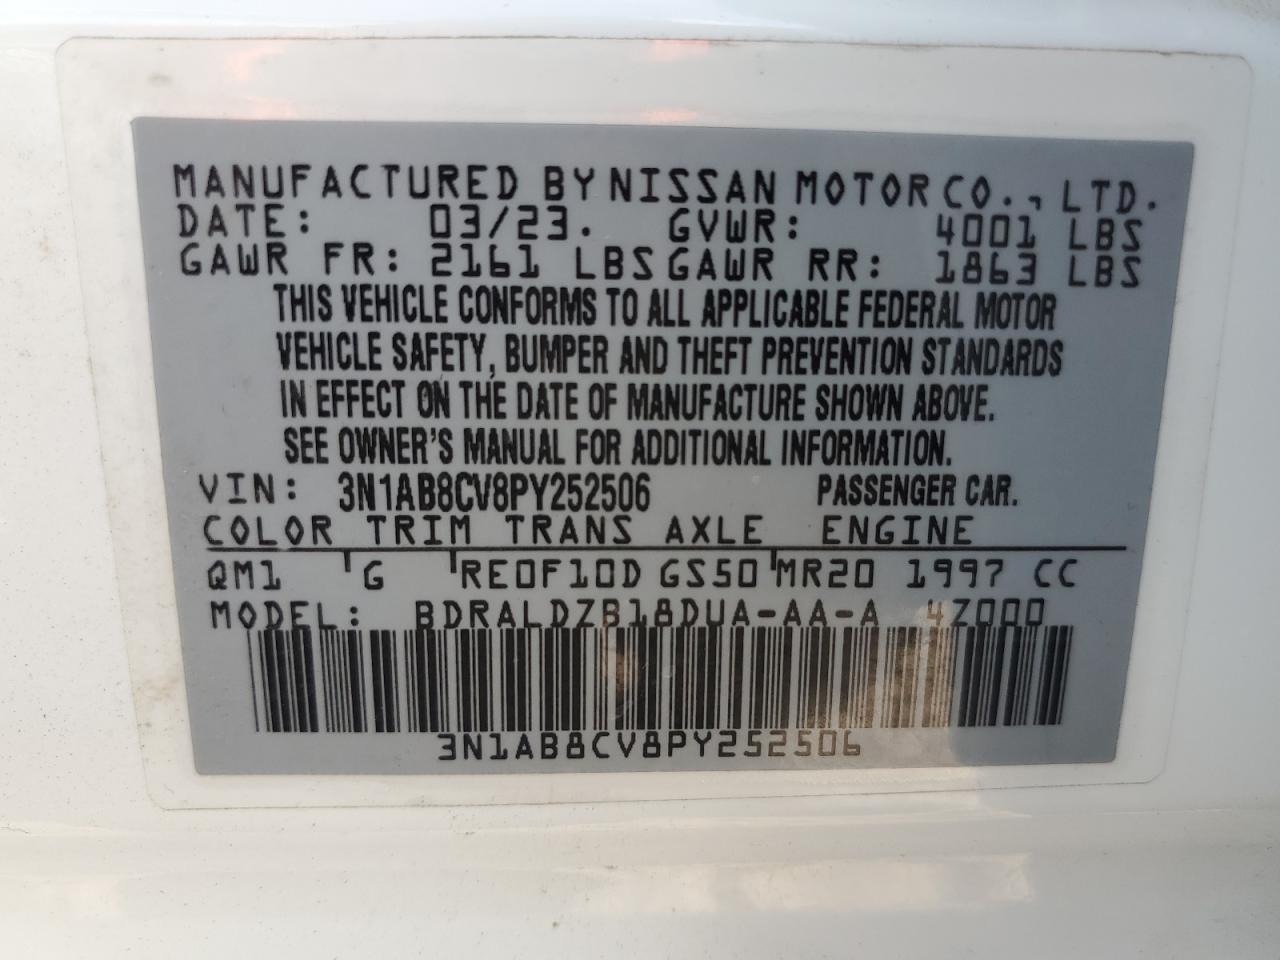 MANUFACTURED BY NISSAN MOTOR CO., LTD.
DATE: 03/23. GVWR: 4001 LBS
GAWR FR: 2161 LBS GAWR RR: 1863 LBS
THIS VEHICLE CONFORMS TO ALL APPLICABLE FEDERAL MOTOR
VEHICLE SAFETY, BUMPER AND THEFT PREVENTION STANDARDS
IN EFFECT ON THE DATE OF MANUFACTURE SHOWN ABOVE.
SEE OWNER'S MANUAL FOR ADDITIONAL INFORMATION.
VIN: 3N1AB8CV8PY252506 PASSENGER CAR.
COLOR TRIM TRANS AXLE ENGINE
QM1 G RE0F10D GS50 MR20 1997 CC
MODEL: BDRALDZB18DUA-AA-A 4Z000
3N1AB8CV8PY252506